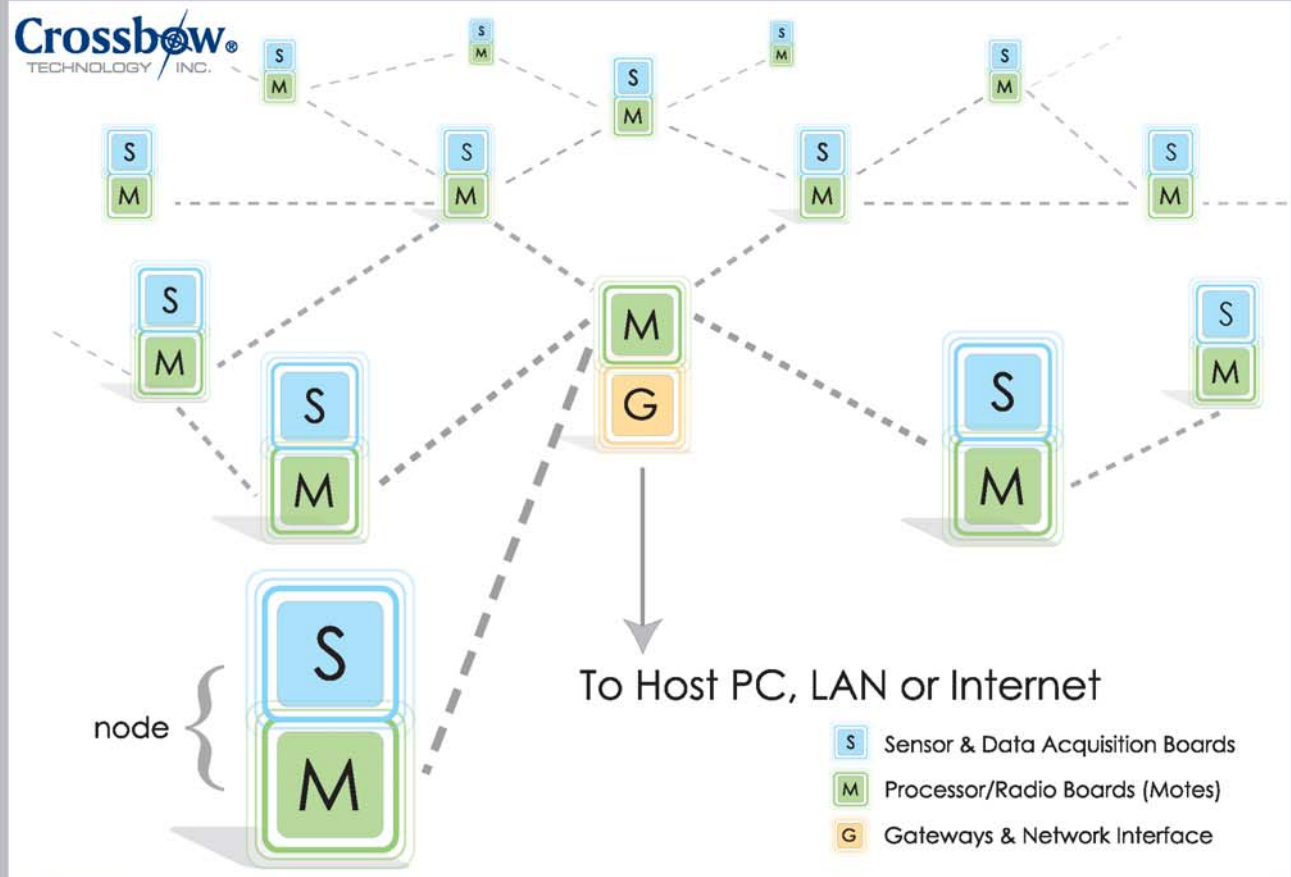 Crossbow®
TECHNOLOGY INC.
S
M
S
M
S
M
S
M
S
M
S
M
S
M
S
M
S
M
S
M
M
G
S
M
S
M
S
M
node
S
M
To Host PC, LAN or Internet
S Sensor & Data Acquisition Boards
M Processor/Radio Boards (Motes)
G Gateways & Network Interface